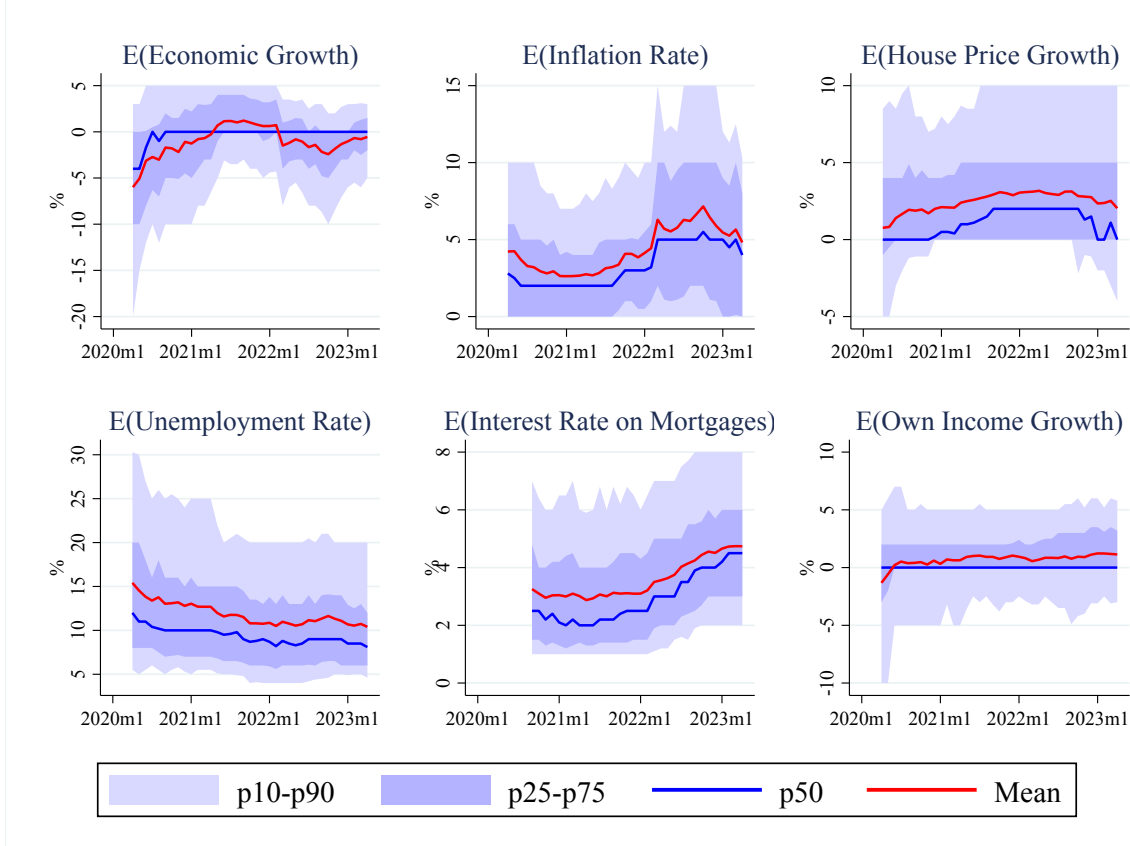 E(Economic Growth)
%
5
0
-5
-10
-15
-20
2020m1 2021m1 2022m1 2023m1
E(Inflation Rate)
%
15
10
5
0
2020m1 2021m1 2022m1 2023m1
E(House Price Growth)
%
10
5
0
-5
2020m1 2021m1 2022m1 2023m1
E(Unemployment Rate)
%
30
25
20
15
10
5
2020m1 2021m1 2022m1 2023m1
E(Interest Rate on Mortgages)
%
8
6
4
2
0
2020m1 2021m1 2022m1 2023m1
E(Own Income Growth)
%
10
5
0
-5
-10
2020m1 2021m1 2022m1 2023m1
p10-p90 p25-p75 p50 Mean